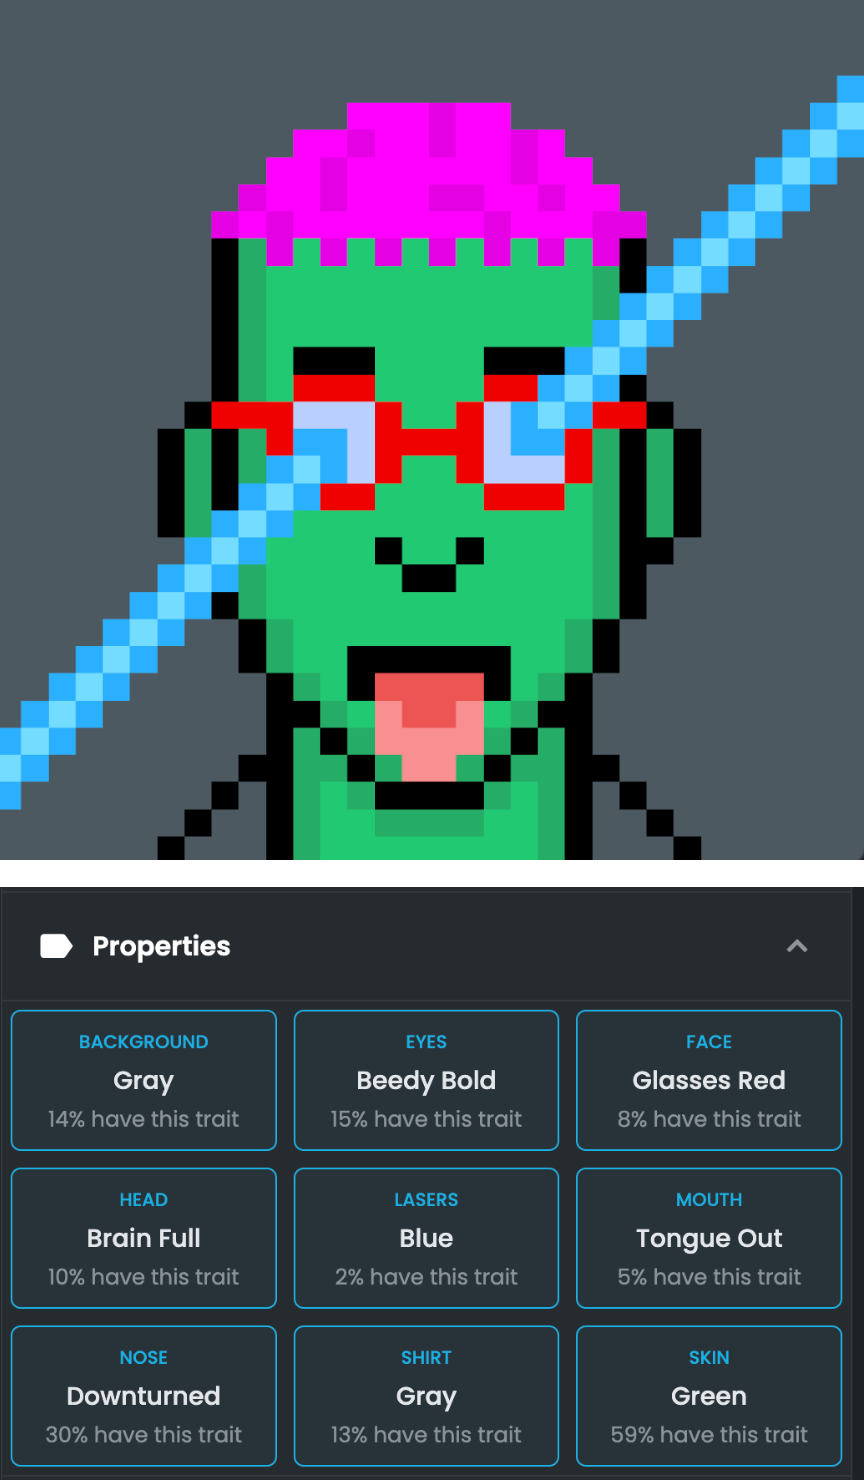 Properties
BACKGROUND
Gray
14% have this trait
EYES
Beedy Bold
15% have this trait
FACE
Glasses Red
8% have this trait
HEAD
Brain Full
10% have this trait
LASERS
Blue
2% have this trait
MOUTH
Tongue Out
5% have this trait
NOSE
Downturned
30% have this trait
SHIRT
Gray
13% have this trait
SKIN
Green
59% have this trait